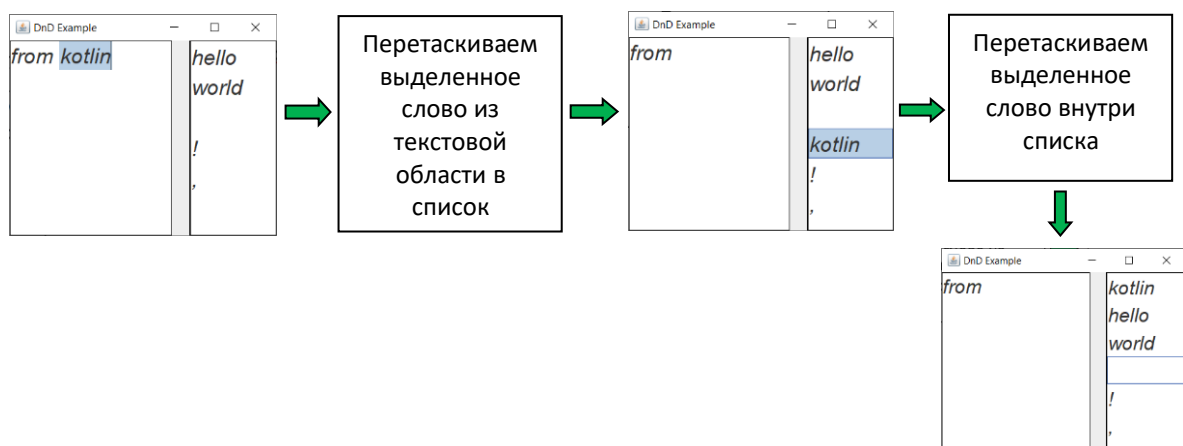 DnD Example
from kotlin
hello
world
!
,
Перетаскиваем
выделенное
слово из
текстовой
области в
список
DnD Example
from
hello
world
kotlin
!
,
Перетаскиваем
выделенное
слово внутри
списка
DnD Example
from
kotlin
hello
world
!
,